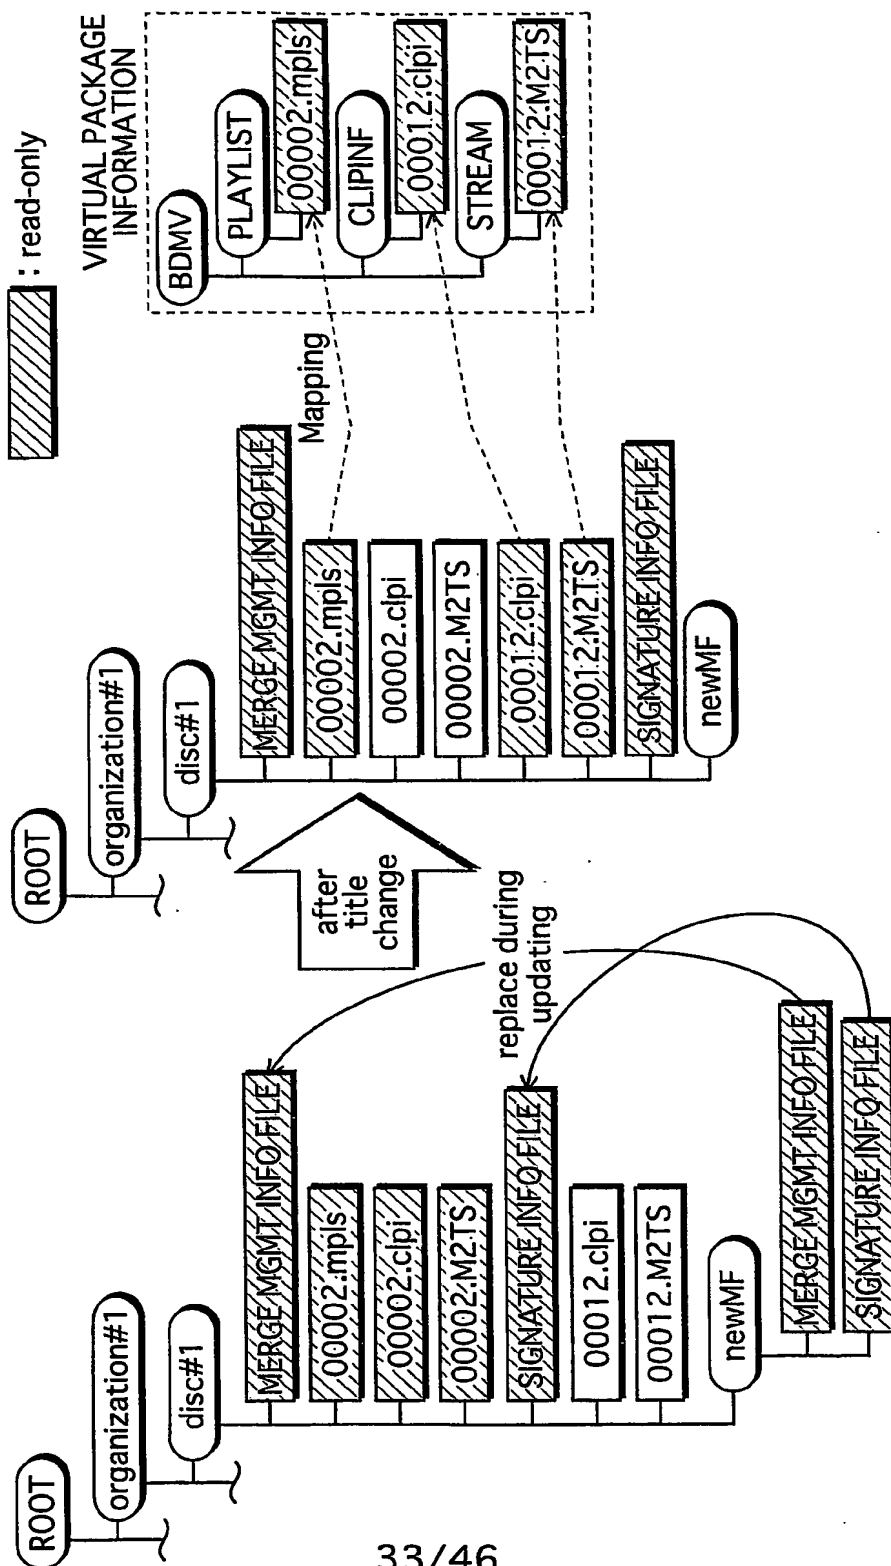 : read-only
ROOT
organization#1
disc#1
MERGE MGMT INFO FILE
00002.mpls
00002.clpi
00002.M2TS
SIGNATURE INFO FILE
00012.clpi
00012.M2TS
newMF
MERGE MGMT INFO FILE
SIGNATURE INFO FILE
replace during
updating
after
title
change
ROOT
organization#1
disc#1
MERGE MGMT INFO FILE
00002.mpls
00002.clpi
00002.M2TS
00012.clpi
00012.M2TS
SIGNATURE INFO FILE
newMF
Mapping
VIRTUAL PACKAGE
INFORMATION
BDMV
PLAYLIST
00002.mpls
CLIPINF
00012.clpi
STREAM
00012.M2TS
33/46